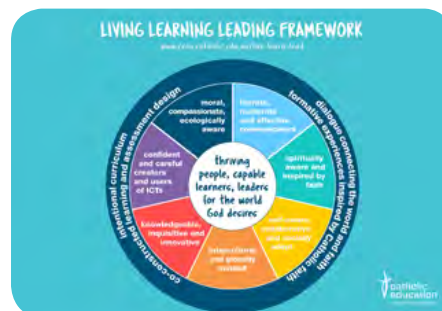 LIVING LEARNING LEADING FRAMEWORK
co-constructed learning and assessment design
intentional curriculum
dialogue connecting the world and faith
formative experiences inspired by Catholic faith
moral,
compassionate,
ecologically
aware
literate,
numerate
and effective
communicators
confident
and careful
creators
and users
of ICTs
spiritually
aware and
inspired by
faith
thriving
people, capable
learners, leaders
for the world
God desires
knowledgeable,
inquisitive and
innovative
intercultural
and globally
minded
catholic
education